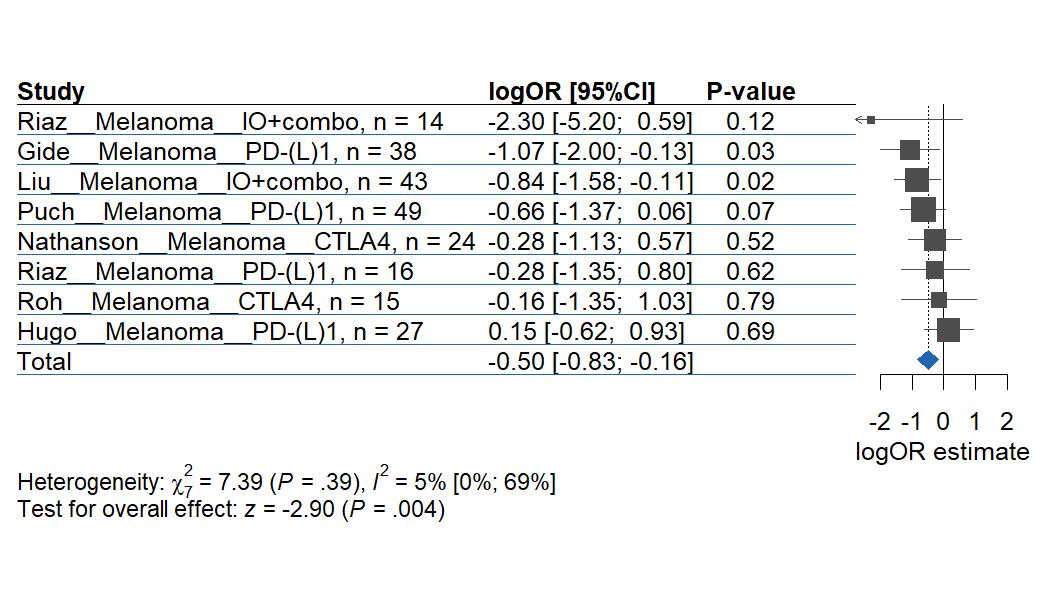 Study logOR [95%CI] P-value
Riaz__Melanoma__IO+combo, n = 14 -2.30 [-5.20; 0.59] 0.12
Gide__Melanoma__PD-(L)1, n = 38 -1.07 [-2.00; -0.13] 0.03
Liu__Melanoma__IO+combo, n = 43 -0.84 [-1.58; -0.11] 0.02
Puch__Melanoma__PD-(L)1, n = 49 -0.66 [-1.37; 0.06] 0.07
Nathanson__Melanoma__CTLA4, n = 24 -0.28 [-1.13; 0.57] 0.52
Riaz__Melanoma__PD-(L)1, n = 16 -0.28 [-1.35; 0.80] 0.62
Roh__Melanoma__CTLA4, n = 15 -0.16 [-1.35; 1.03] 0.79
Hugo__Melanoma__PD-(L)1, n = 27 0.15 [-0.62; 0.93] 0.69
Total -0.50 [-0.83; -0.16]
-2 -1 0 1 2
logOR estimate
Heterogeneity: χ²₇ = 7.39 (P = .39), I² = 5% [0%; 69%]
Test for overall effect: z = -2.90 (P = .004)